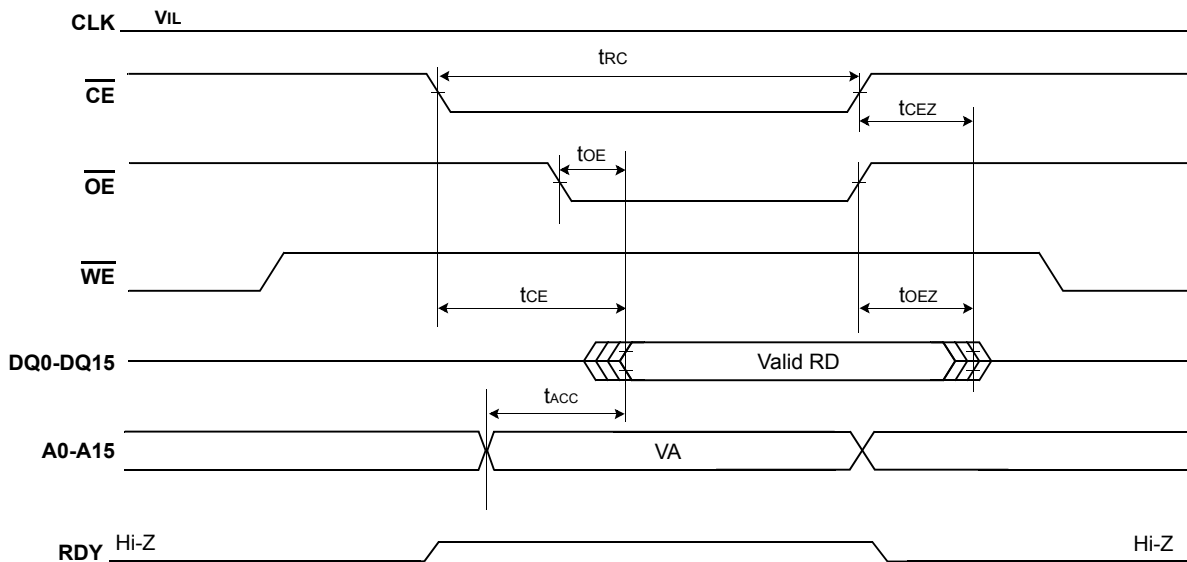 CLK VIL
tRC
CE
tCEZ
tOE
OE
WE
tCE tOEZ
DQ0-DQ15 Valid RD
tACC
A0-A15 VA
RDY Hi-Z Hi-Z